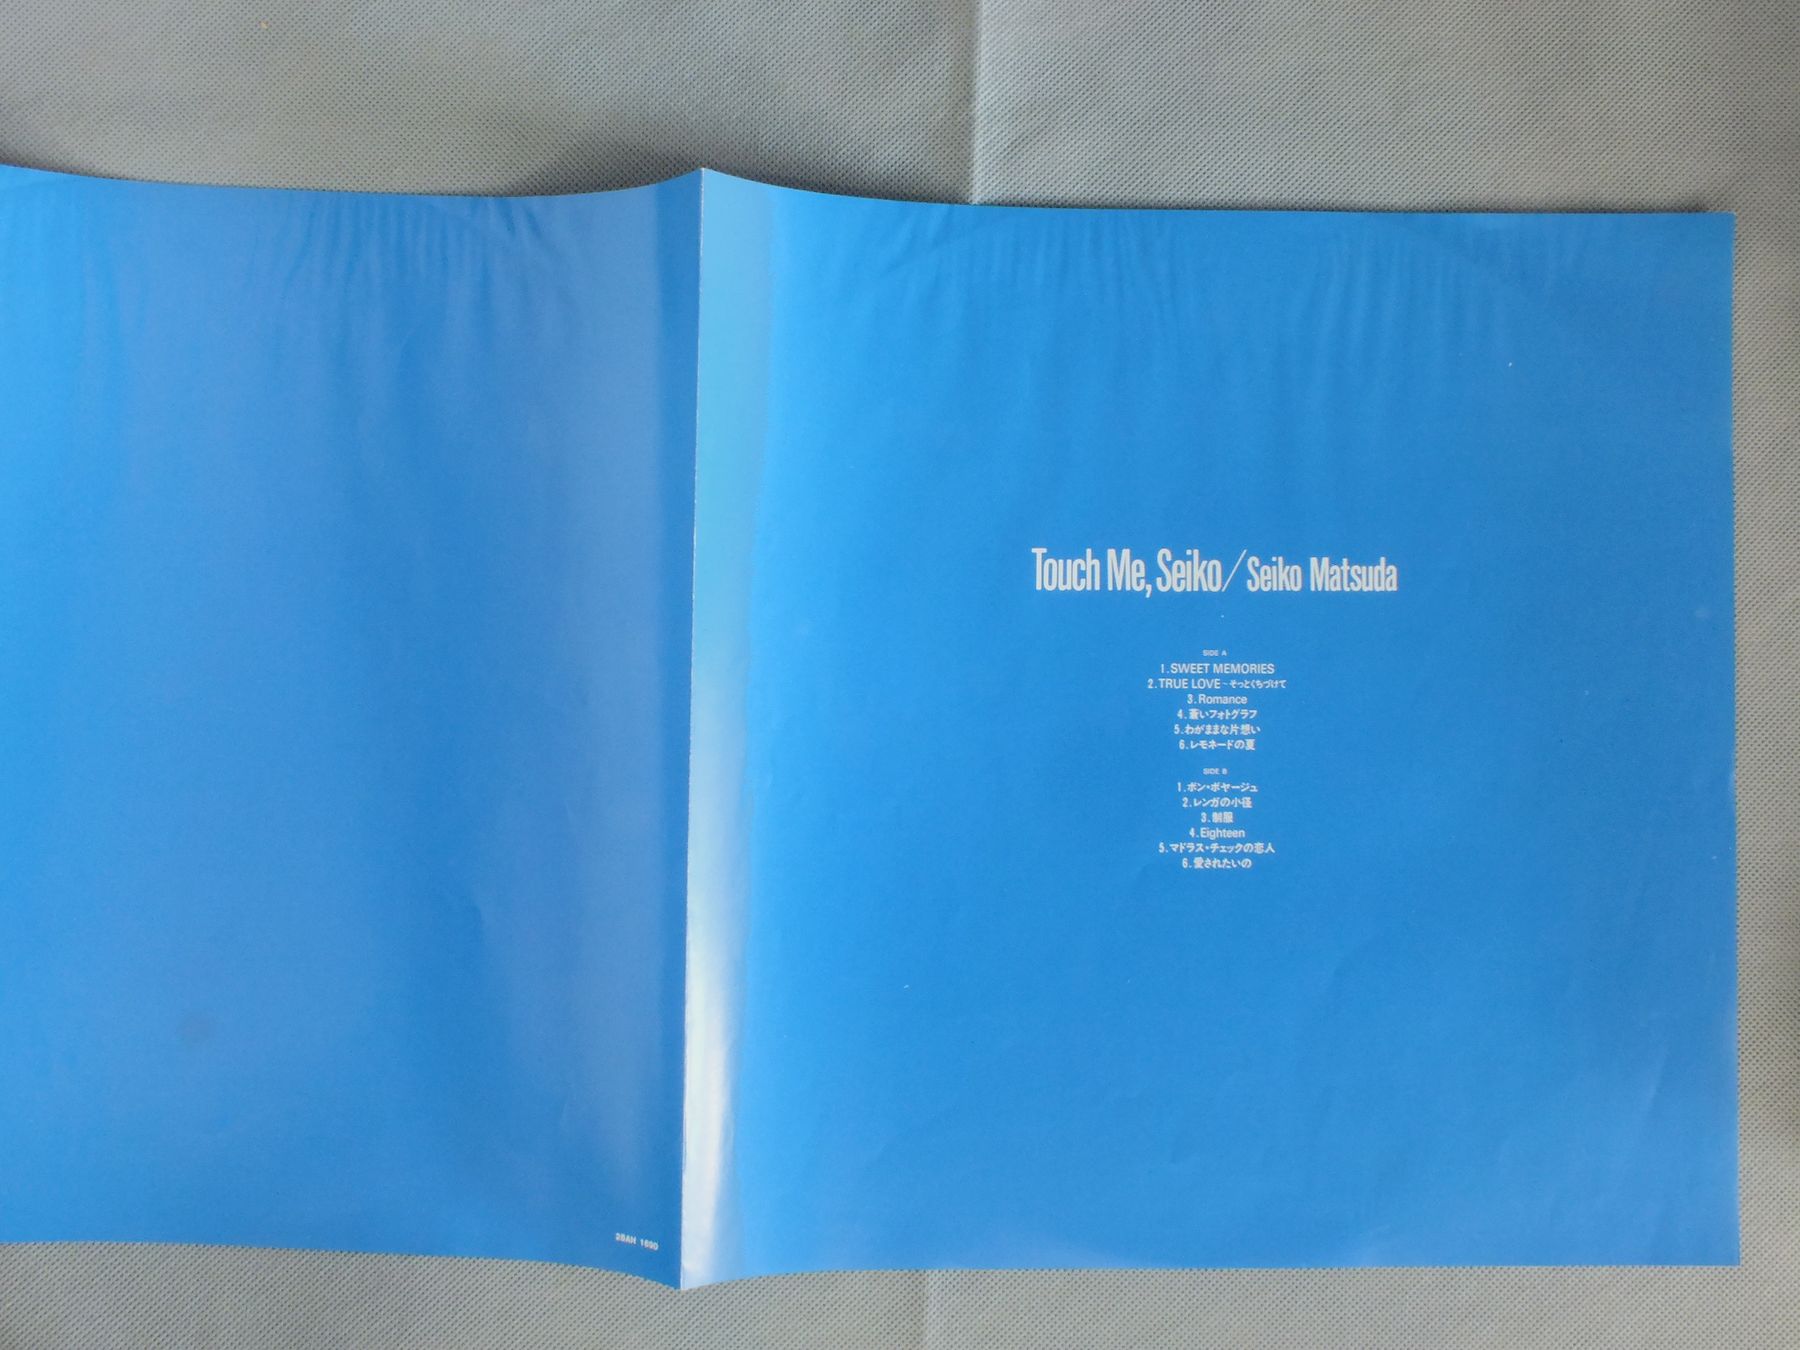 Touch Me, Seiko/Seiko Matsuda
SIDE A
1.SWEET MEMORIES
2.TRUE LOVE~そっとくちづけて
3.Romance
4.蒼いフォトグラフ
5.わがままな片想い
6.レモネードの夏
SIDE B
1.ボン・ボヤージュ
2.レンガの小径
3.制服
4.Eighteen
5.マドラス・チェックの恋人
6.愛されたいの
28AH 1690